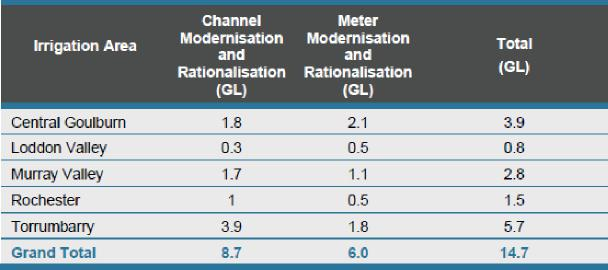 Irrigation Area Channel Modernisation and Rationalisation (GL) Meter Modernisation and Rationalisation (GL) Total (GL)
Central Goulburn 1.8 2.1 3.9
Loddon Valley 0.3 0.5 0.8
Murray Valley 1.7 1.1 2.8
Rochester 1 0.5 1.5
Torrumbarry 3.9 1.8 5.7
Grand Total 8.7 6.0 14.7